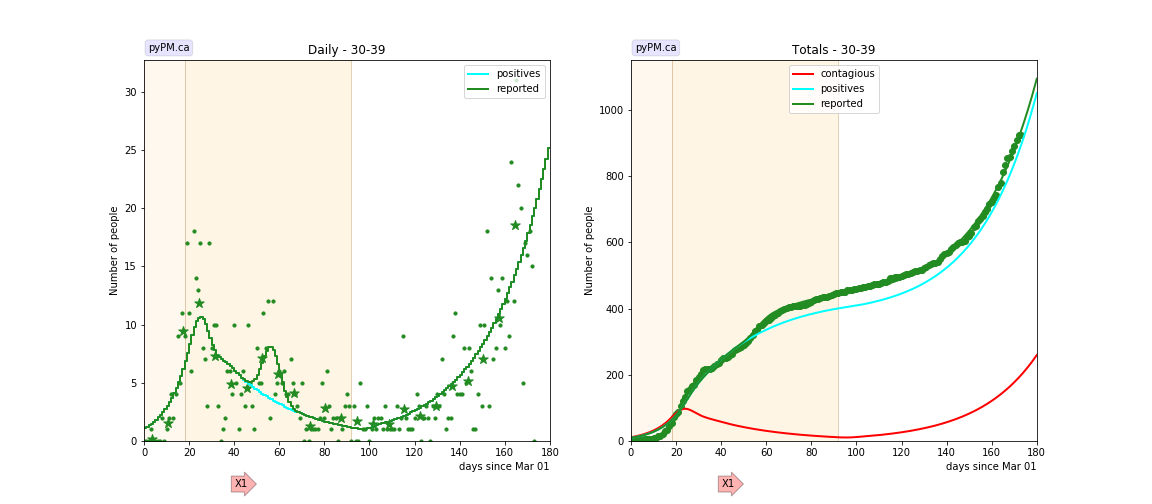 pyPM.ca
Daily - 30-39
positives
reported
Number of people
30
25
20
15
10
5
0
0 20 40 60 80 100 120 140 160 180
days since Mar 01
X1
pyPM.ca
Totals - 30-39
contagious
positives
reported
Number of people
1000
800
600
400
200
0
0 20 40 60 80 100 120 140 160 180
days since Mar 01
X1